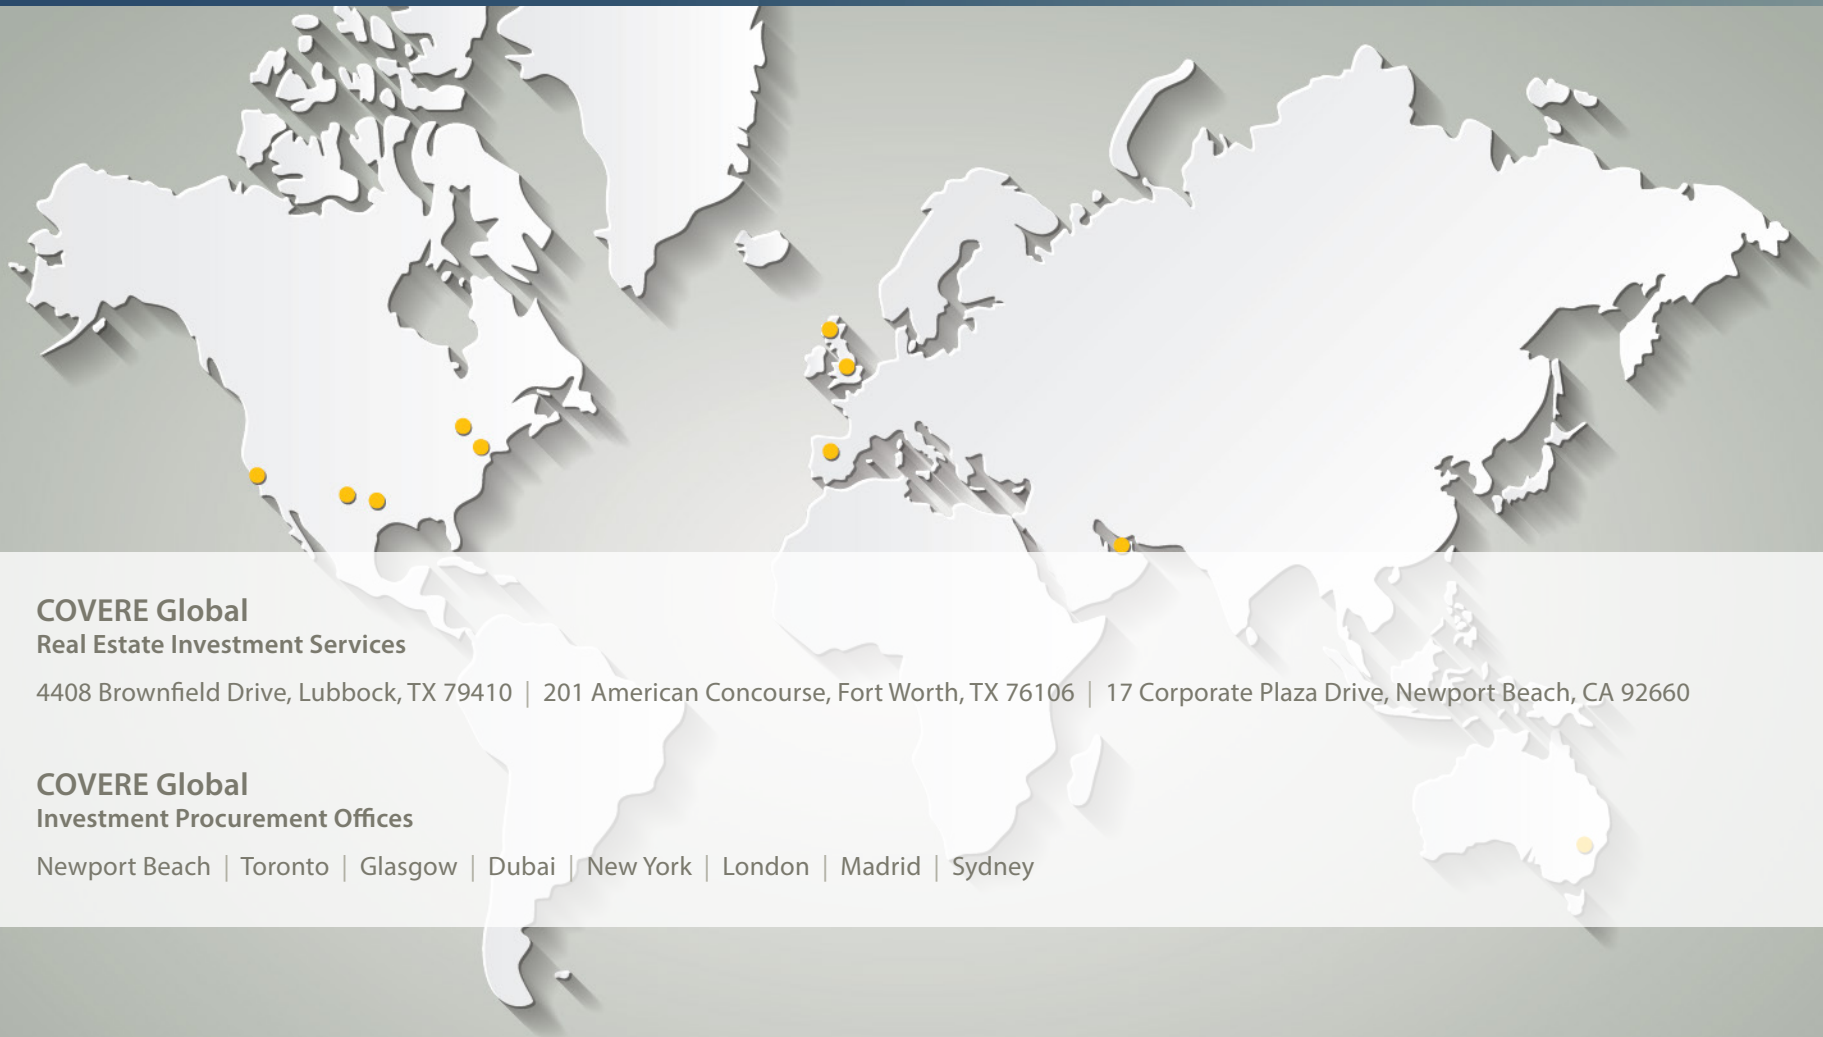 COVERE Global
Real Estate Investment Services
4408 Brownfield Drive, Lubbock, TX 79410 | 201 American Concourse, Fort Worth, TX 76106 | 17 Corporate Plaza Drive, Newport Beach, CA 92660
COVERE Global
Investment Procurement Offices
Newport Beach | Toronto | Glasgow | Dubai | New York | London | Madrid | Sydney